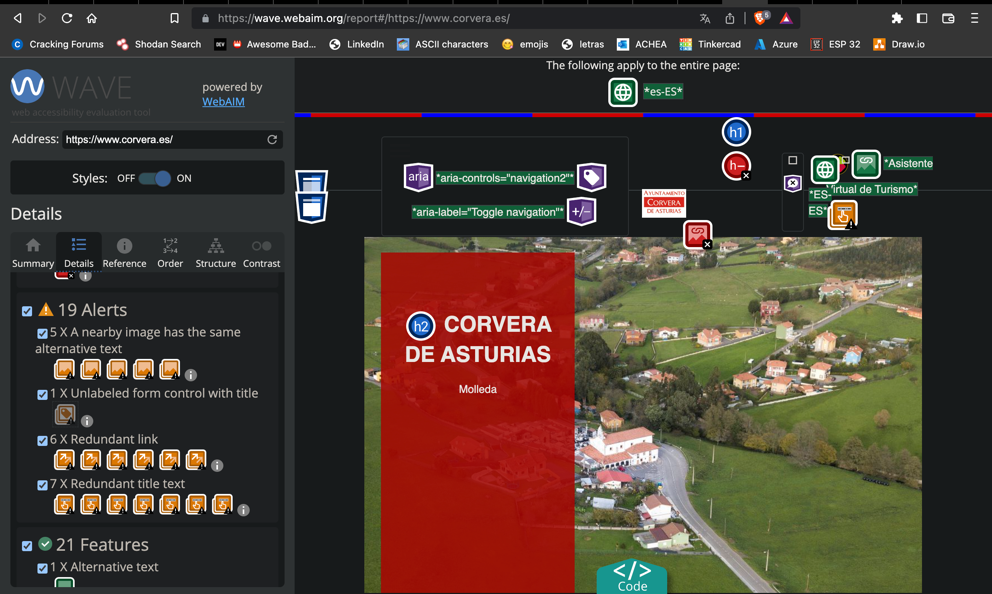 https://wave.webaim.org/report#/https://www.corvera.es/
5
Cracking Forums
Shodan Search
DEV
Awesome Bad...
LinkedIn
ASCII characters
emojis
letras
ACHEA
Tinkercad
Azure
ESP 32
Draw.io
WAVE
web accessibility evaluation tool
powered by
WebAIM
Address: https://www.corvera.es/
Styles: OFF ON
Details
Summary Details Reference Order Structure Contrast
19 Alerts
5 X A nearby image has the same
alternative text
1 X Unlabeled form control with title
6 X Redundant link
7 X Redundant title text
21 Features
1 X Alternative text
The following apply to the entire page:
*es-ES*
h1
h-
aria *aria-controls="navigation2"*
*aria-label="Toggle navigation"* +/-
AYUNTAMIENTO
CORVERA
DE ASTURIAS
*Asistente
Virtual de Turismo*
*ES-
ES*
h2 CORVERA
DE ASTURIAS
Molleda
</>
Code